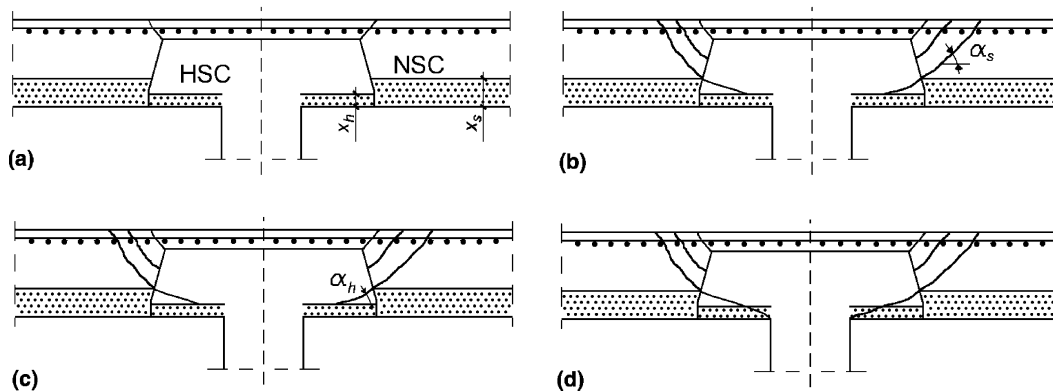 HSC
NSC
x_h
x_s
(a)
α_s
(b)
α_h
(c)
(d)